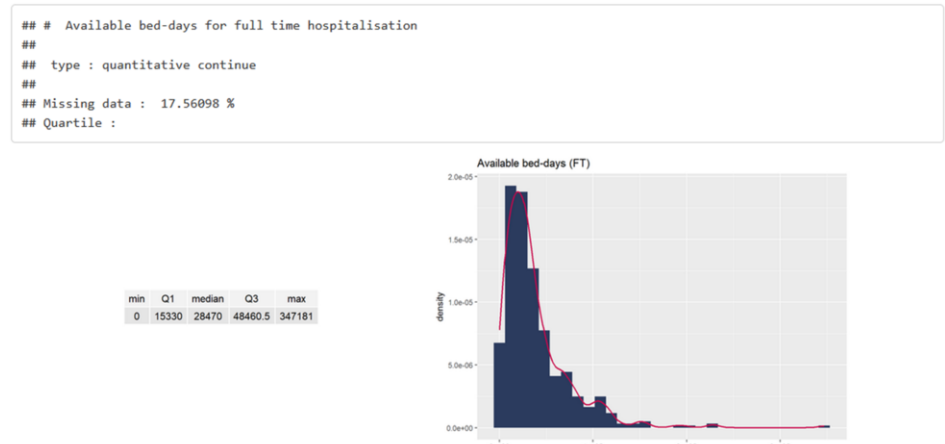 ## #  Available bed-days for full time hospitalisation
##
##  type : quantitative continue
##
## Missing data :  17.56098 %
## Quartile :
Available bed-days (FT)
2.0e-05
1.5e-05
1.0e-05
5.0e-06
0.0e+00
density
min Q1 median Q3 max
0 15330 28470 48460.5 347181